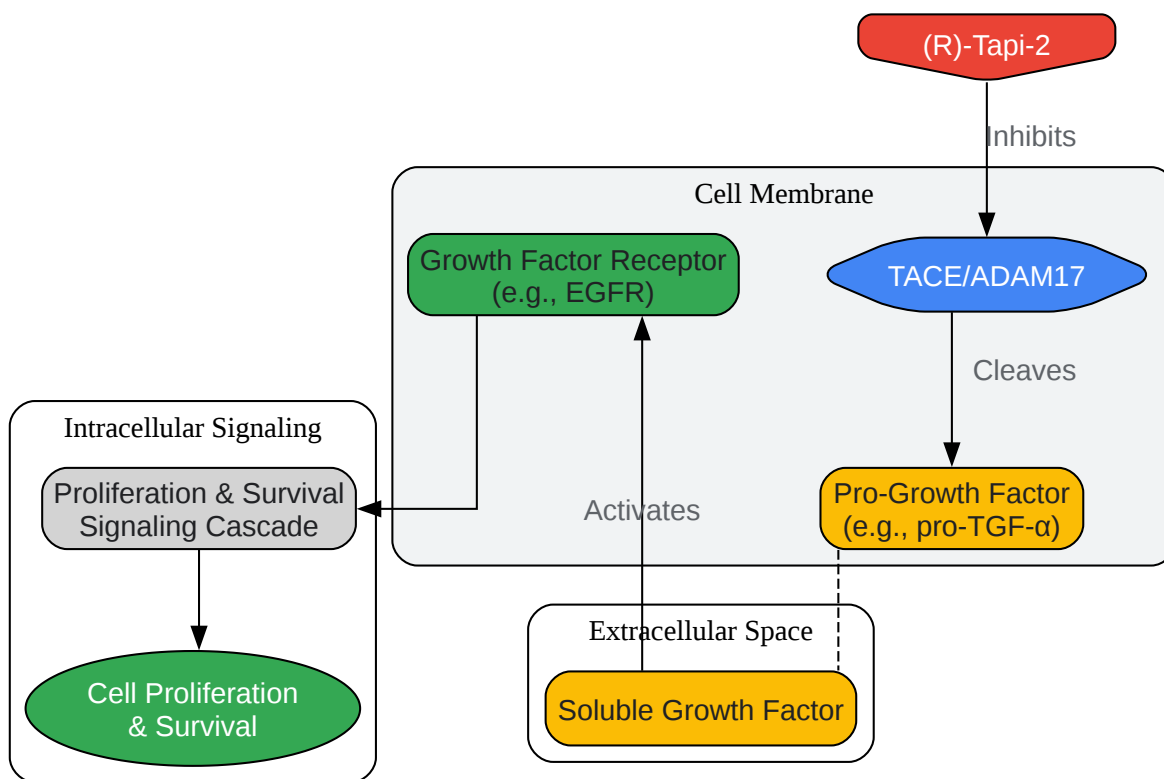 (R)-Tapi-2
Inhibits
Cell Membrane
Growth Factor Receptor
(e.g., EGFR)
TACE/ADAM17
Cleaves
Intracellular Signaling
Proliferation & Survival
Signaling Cascade
Activates
Pro-Growth Factor
(e.g., pro-TGF-α)
Extracellular Space
Cell Proliferation
& Survival
Soluble Growth Factor